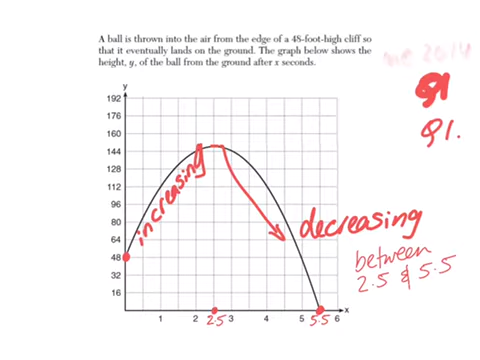 A ball is thrown into the air from the edge of a 48-foot-high cliff so
that it eventually lands on the ground. The graph below shows the
height, y, of the ball from the ground after x seconds.
Q1.
y
192
176
160
144
128
112
96
80
64
48
32
16
increasing
decreasing
between
2.5 & 5.5
1 2 2.5 3 4 5 5.5 6 x